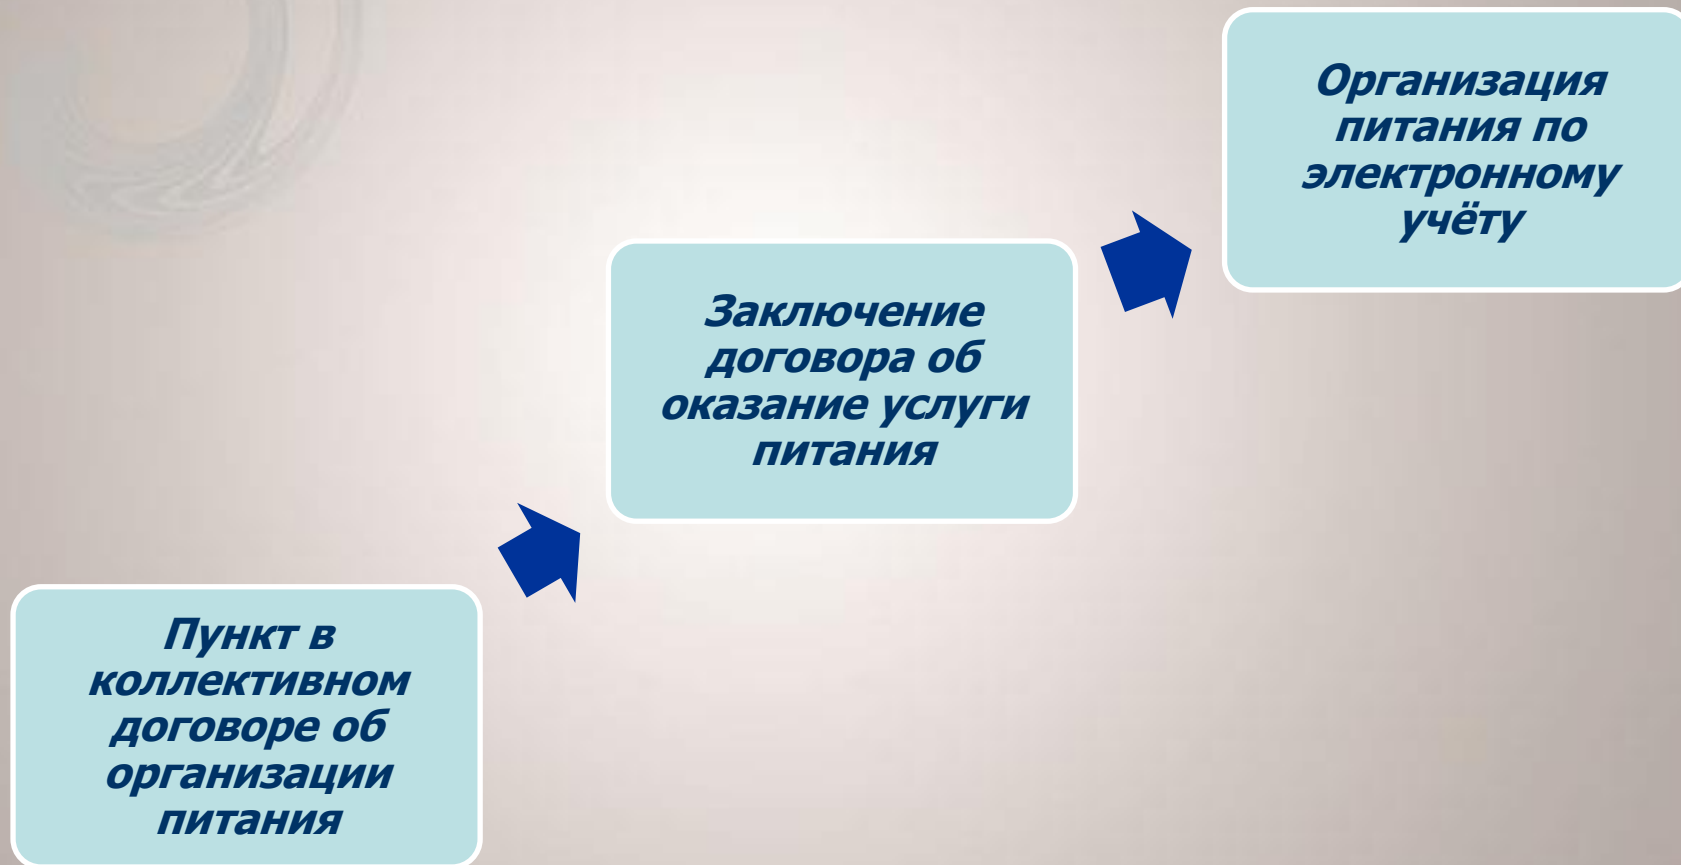 Пункт в
коллективном
договоре об
организации
питания
Заключение
договора об
оказание услуги
питания
Организация
питания по
электронному
учёту